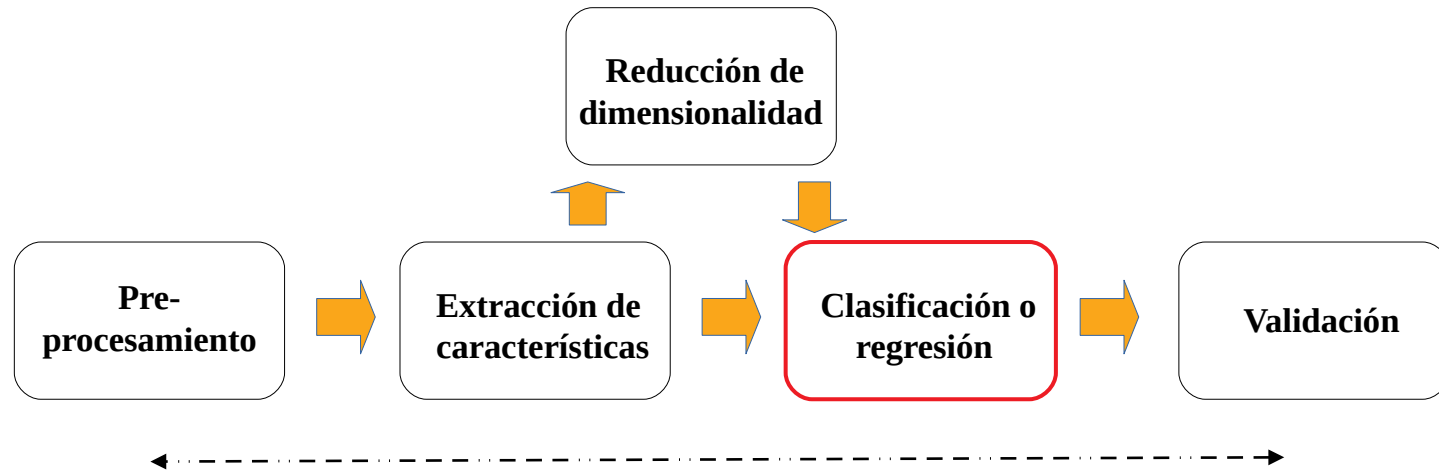 Reducción de
dimensionalidad
Pre-
procesamiento
Extracción de
características
Clasificación o
regresión
Validación